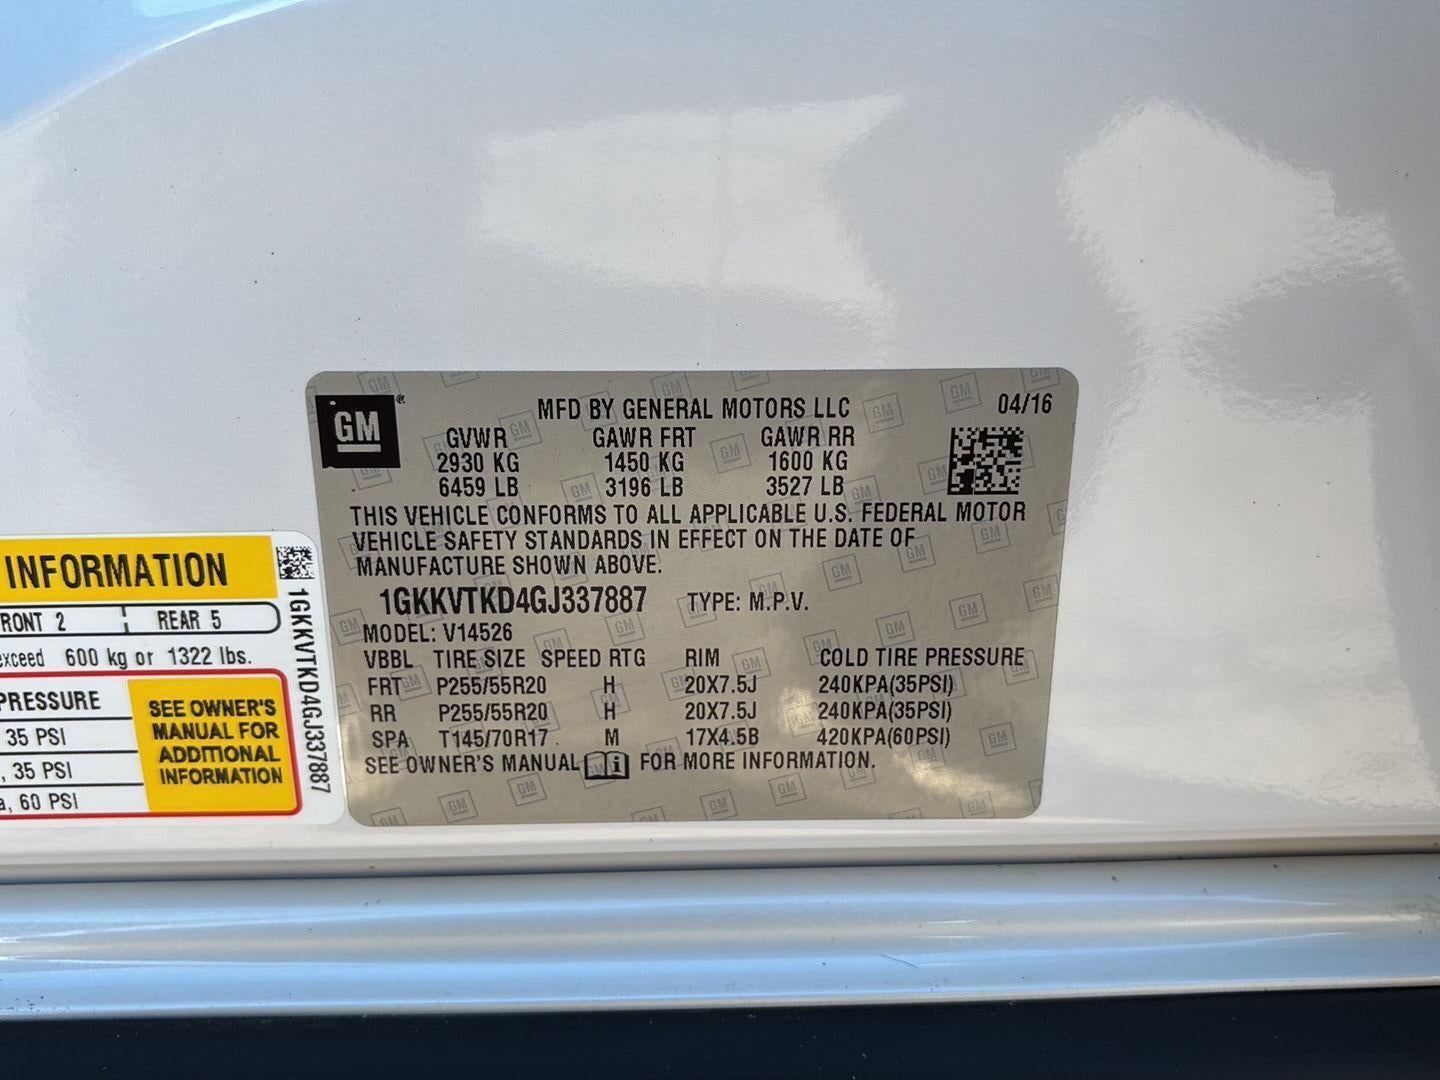 GM
MFD BY GENERAL MOTORS LLC 04/16
GVWR GAWR FRT GAWR RR
2930 KG 1450 KG 1600 KG
6459 LB 3196 LB 3527 LB
THIS VEHICLE CONFORMS TO ALL APPLICABLE U.S. FEDERAL MOTOR
VEHICLE SAFETY STANDARDS IN EFFECT ON THE DATE OF
MANUFACTURE SHOWN ABOVE.
1GKKVTKD4GJ337887 TYPE: M.P.V.
MODEL: V14526
VBBL TIRE SIZE SPEED RTG RIM COLD TIRE PRESSURE
FRT P255/55R20 H 20X7.5J 240KPA(35PSI)
RR P255/55R20 H 20X7.5J 240KPA(35PSI)
SPA T145/70R17 M 17X4.5B 420KPA(60PSI)
SEE OWNER'S MANUAL FOR MORE INFORMATION.
INFORMATION
RONT 2 REAR 5
exceed 600 kg or 1322 lbs.
PRESSURE
35 PSI
, 35 PSI
a, 60 PSI
SEE OWNER'S
MANUAL FOR
ADDITIONAL
INFORMATION
1GKKVTKD4GJ337887